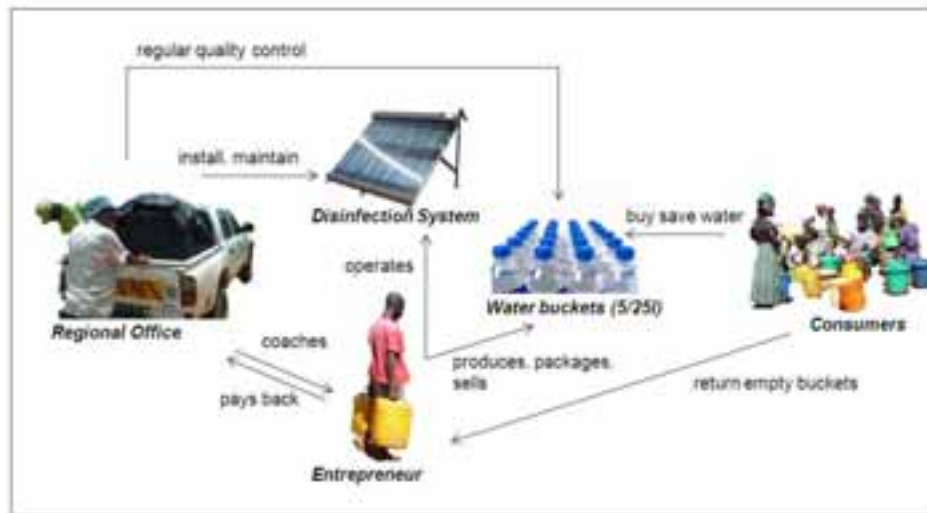 regular quality control
install, maintain
Disinfection System
buy save water
operates
Water buckets (5/25l)
Regional Office
Consumers
coaches
produces, packages,
sells
return empty buckets
pays back
Entrepreneur